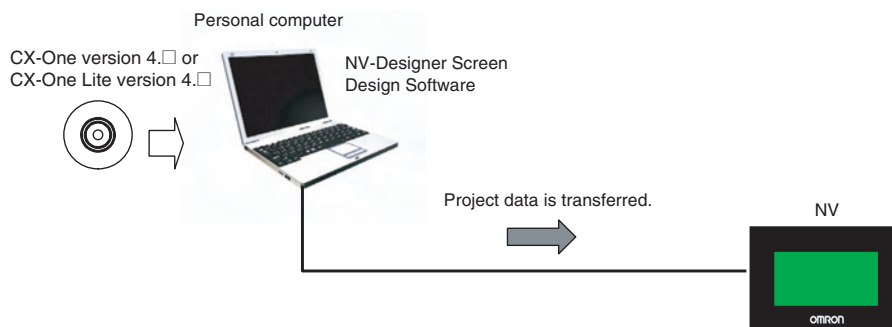 Personal computer
CX-One version 4.□ or
CX-One Lite version 4.□
NV-Designer Screen
Design Software
Project data is transferred.
NV
OMRON